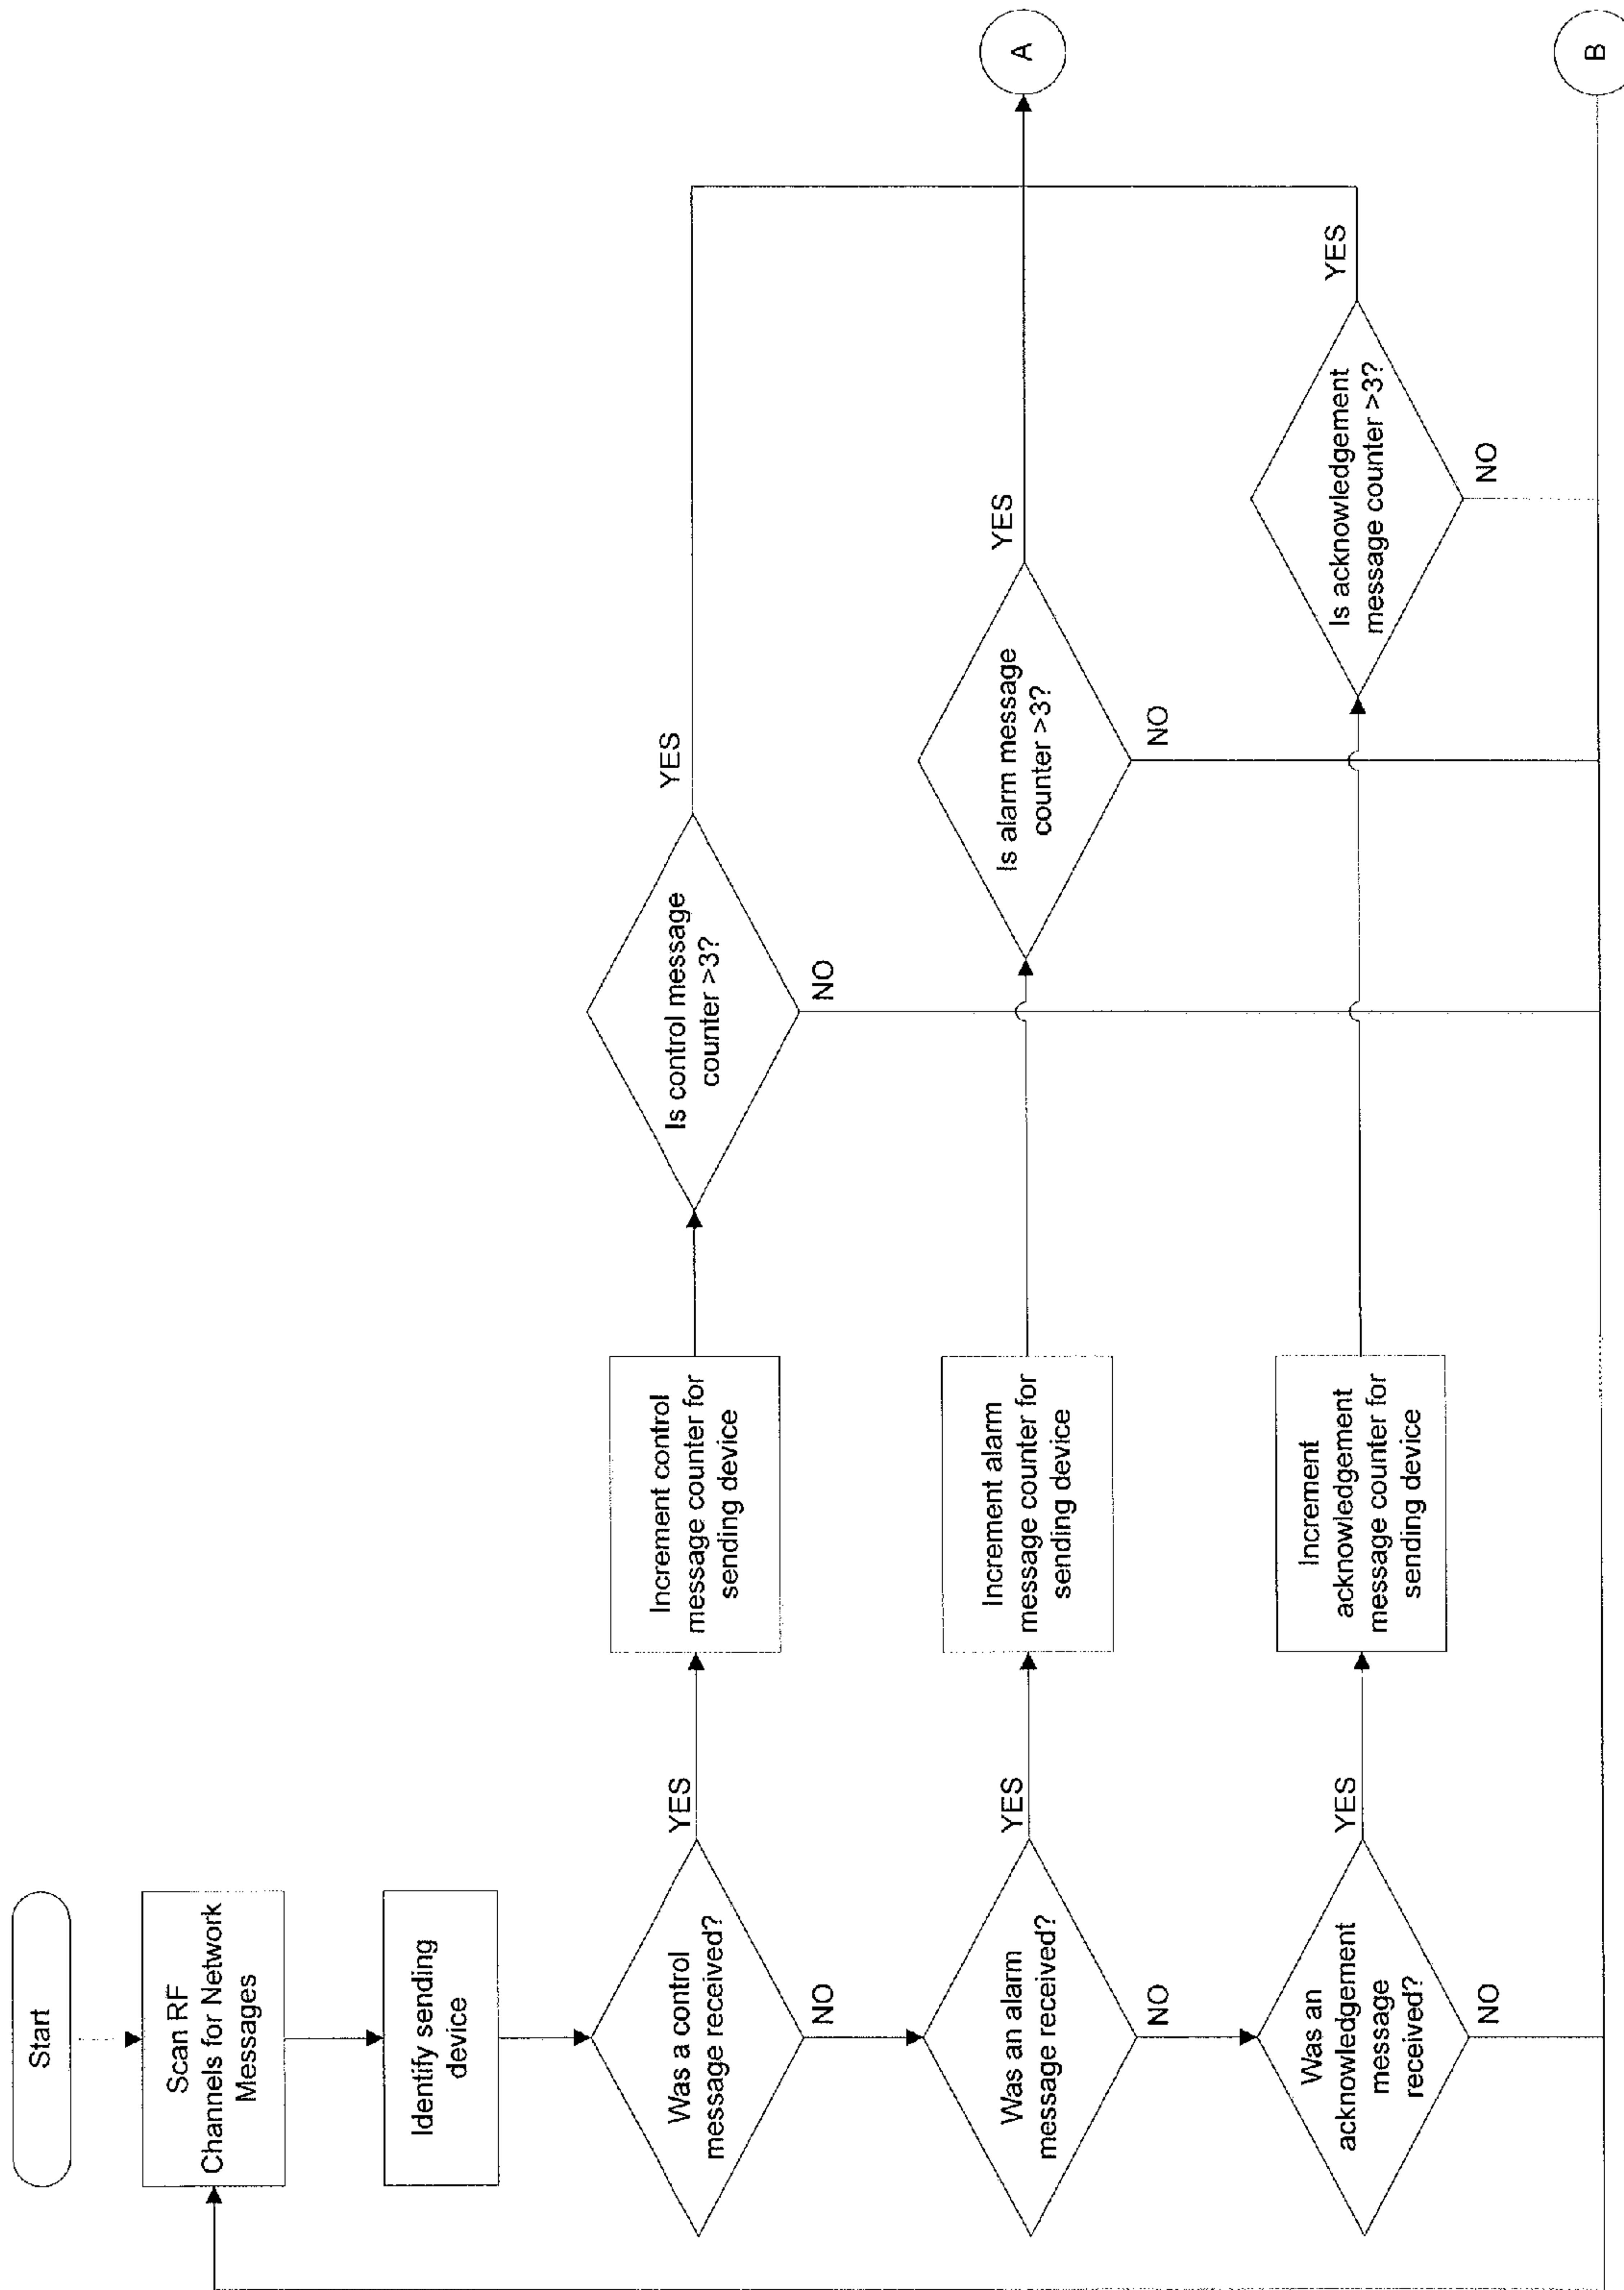 Start
Scan RF
Channels for Network
Messages
Identify sending
device
Was a control
message received?
YES
NO
Increment control
message counter for
sending device
Is control message
counter >3?
YES
NO
Was an alarm
message received?
YES
NO
Increment alarm
message counter for
sending device
Is alarm message
counter >3?
YES
NO
A
Was an
acknowledgement
message
received?
YES
NO
Increment
acknowledgement
message counter for
sending device
Is acknowledgement
message counter >3?
YES
NO
B